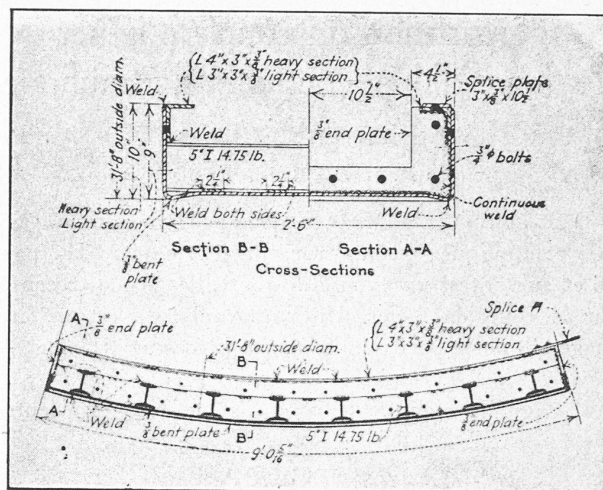 {L 4"x 3"x 3/8" heavy section
L 3"x 3"x 3/8" light section
4 1/2"
Weld
10 1/2"
Splice plate
3"x 3/8"x 10 1/2"
31'-8" outside diam.
10"
9"
Weld
3/8" end plate
5" I 14.75 lb.
3/4" φ bolts
2 1/4"
2 1/4"
Heavy section
Light section
Weld both sides
Weld
Continuous
weld
2'-6"
3/8" bent
plate
Section B-B
Section A-A
Cross-Sections
A
3/8" end plate
31'-8" outside diam.
B
Weld
{L 4"x 3"x 3/8" heavy section
L 3"x 3"x 3/8" light section
Splice Pl
A
Weld
3/8" bent plate
B
5" I 14.75 lb.
3/8" end plate
9'-0 5/16"